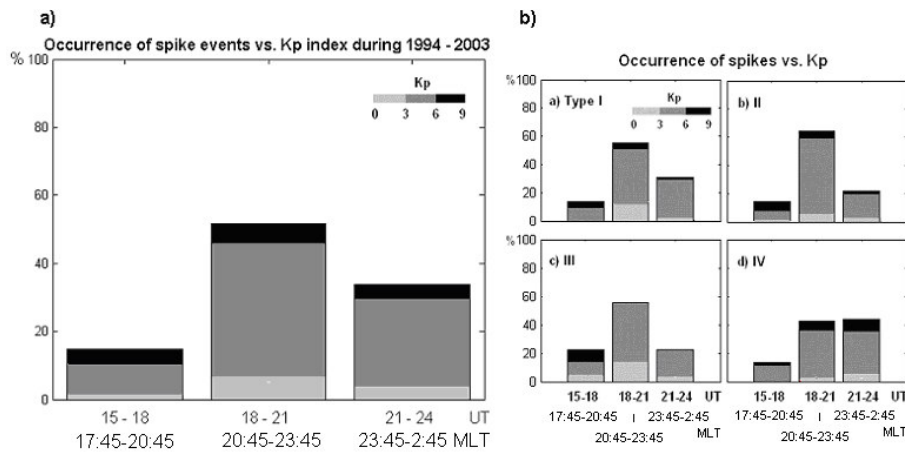 a)
Occurrence of spike events vs. Kp index during 1994 - 2003
% 100
80
60
40
20
0
Kp
0 3 6 9
15 - 18 18 - 21 21 - 24 UT
17:45-20:45 20:45-23:45 23:45-2:45 MLT
b)
Occurrence of spikes vs. Kp
% 100
80
60
40
20
0
a) Type I
Kp
0 3 6 9
b) II
% 100
80
60
40
20
0
c) III
d) IV
15-18 18-21 21-24 15-18 18-21 21-24 UT
17:45-20:45 | 23:45-2:45 17:45-20:45 | 23:45-2:45
MLT MLT
20:45-23:45 20:45-23:45